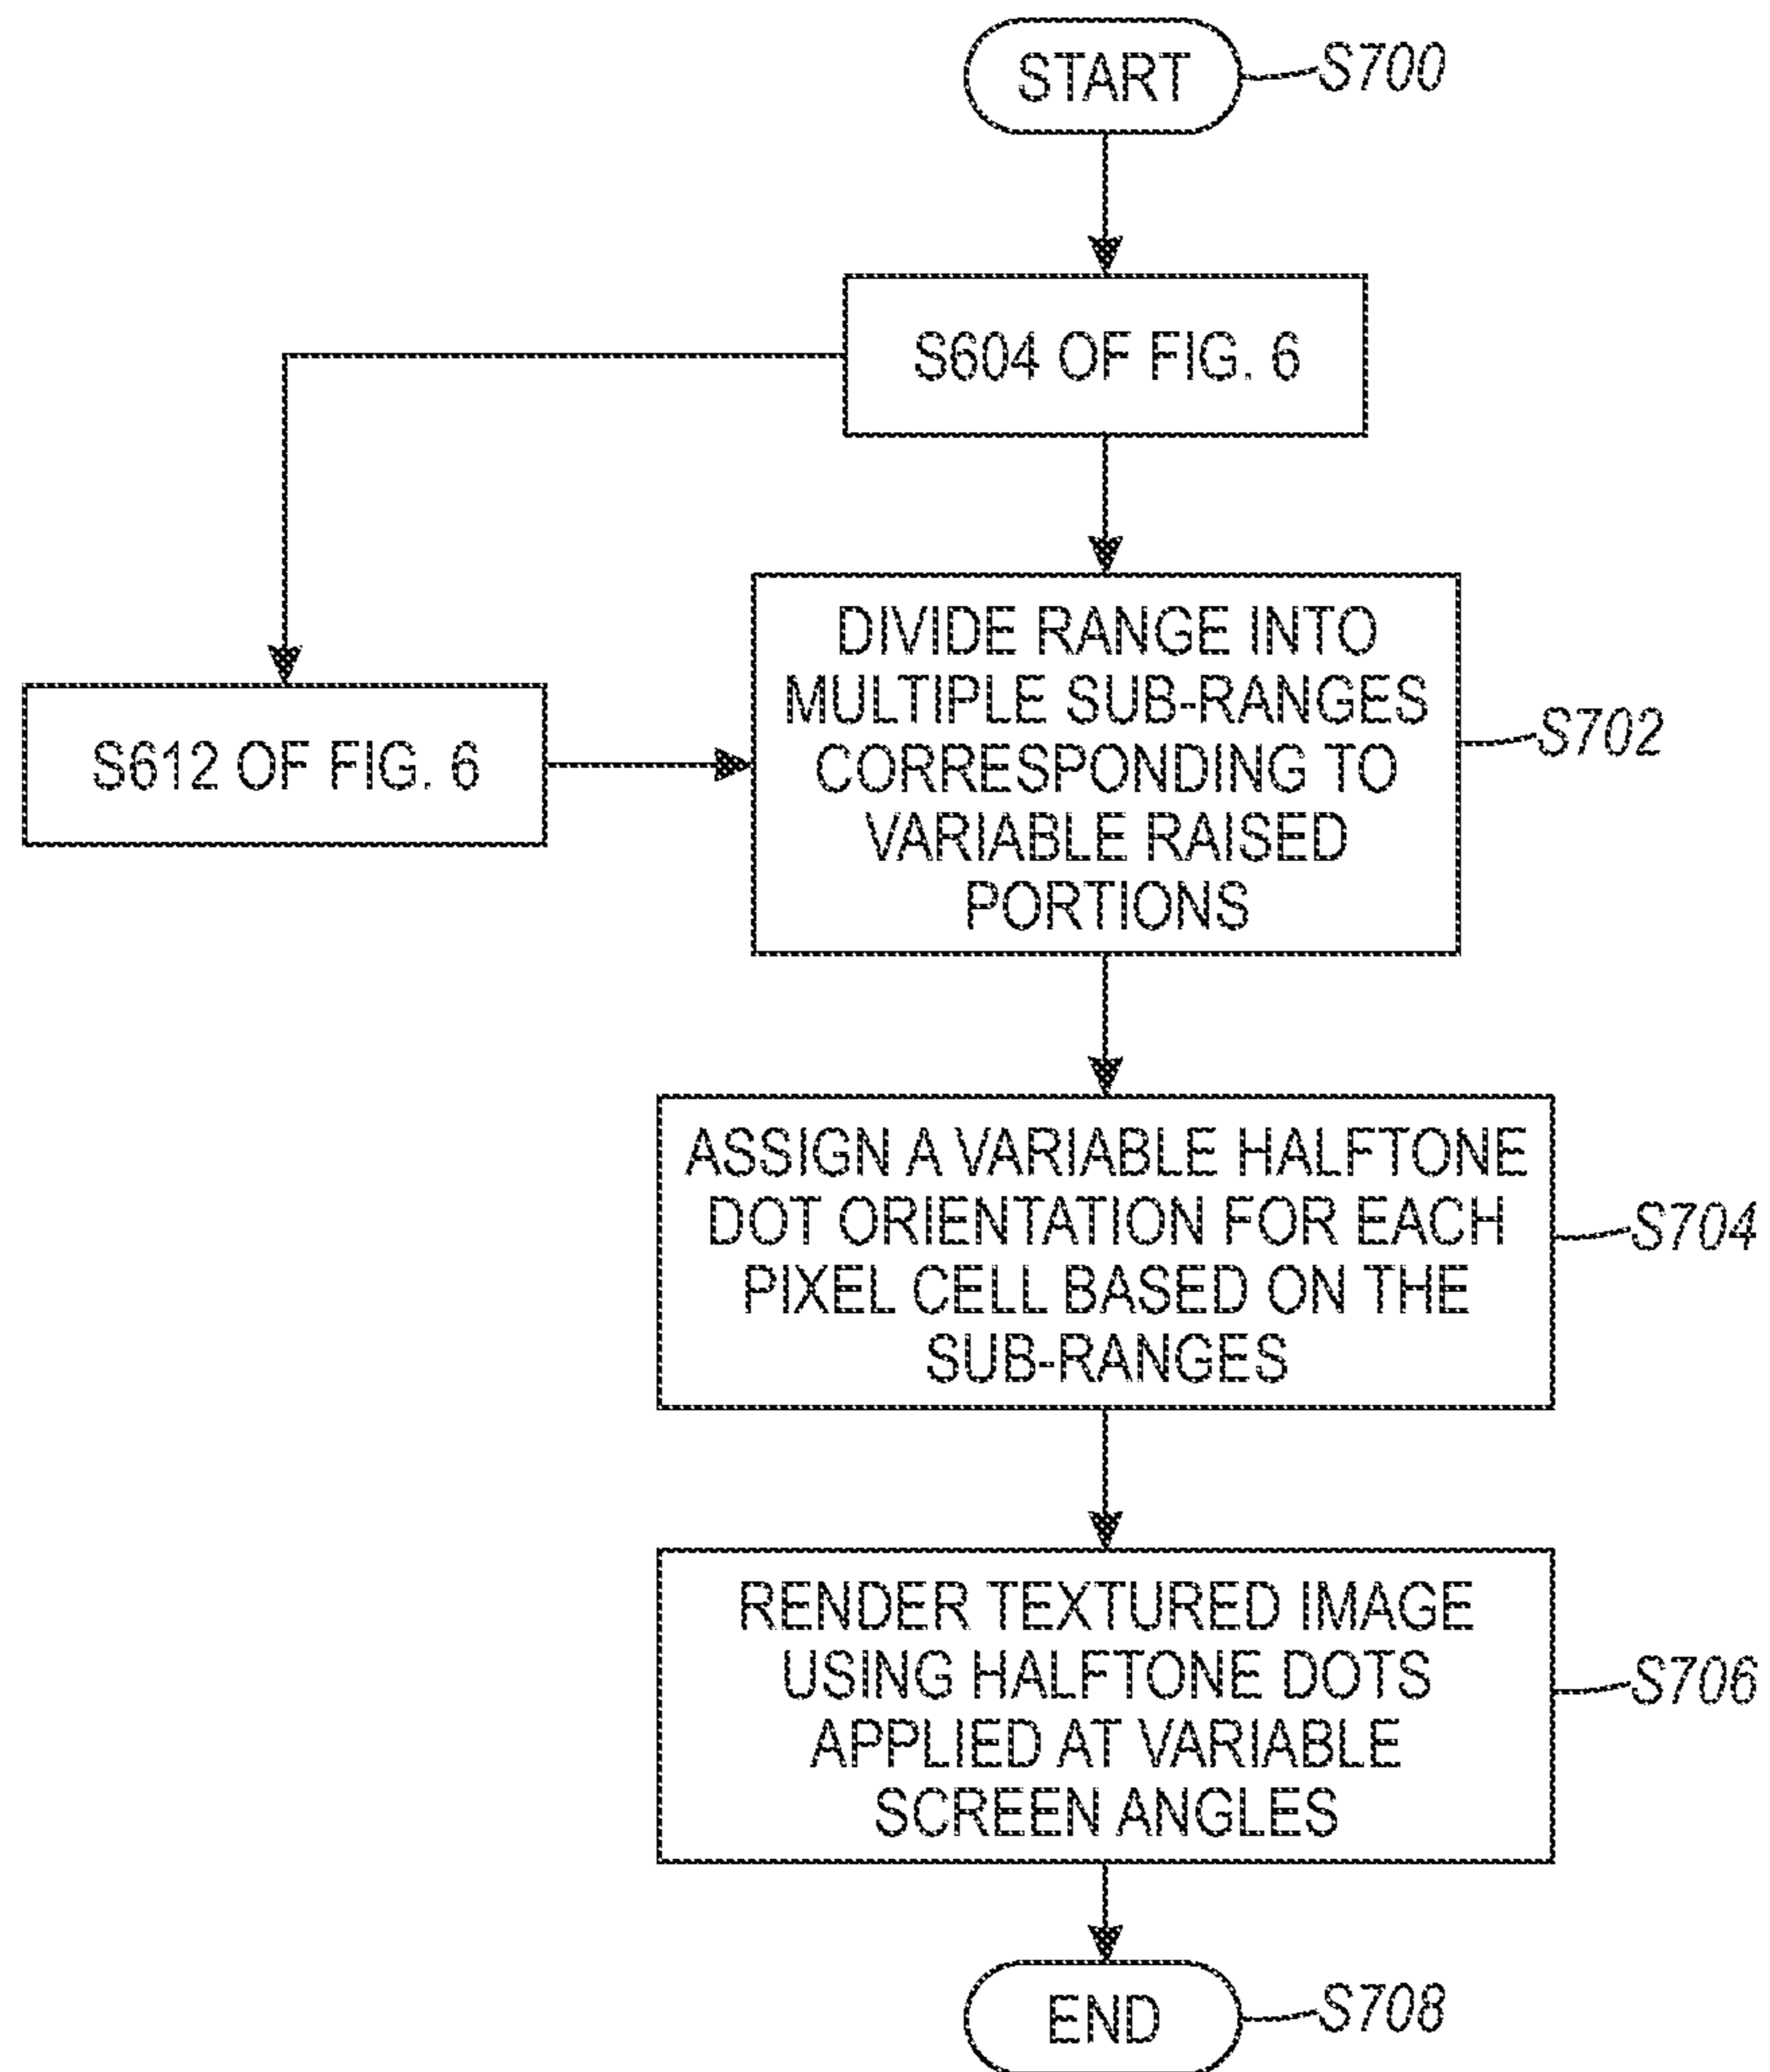 START
S700
S604 OF FIG. 6
DIVIDE RANGE INTO
MULTIPLE SUB-RANGES
CORRESPONDING TO
VARIABLE RAISED
PORTIONS
S702
S612 OF FIG. 6
ASSIGN A VARIABLE HALFTONE
DOT ORIENTATION FOR EACH
PIXEL CELL BASED ON THE
SUB-RANGES
S704
RENDER TEXTURED IMAGE
USING HALFTONE DOTS
APPLIED AT VARIABLE
SCREEN ANGLES
S706
END
S708